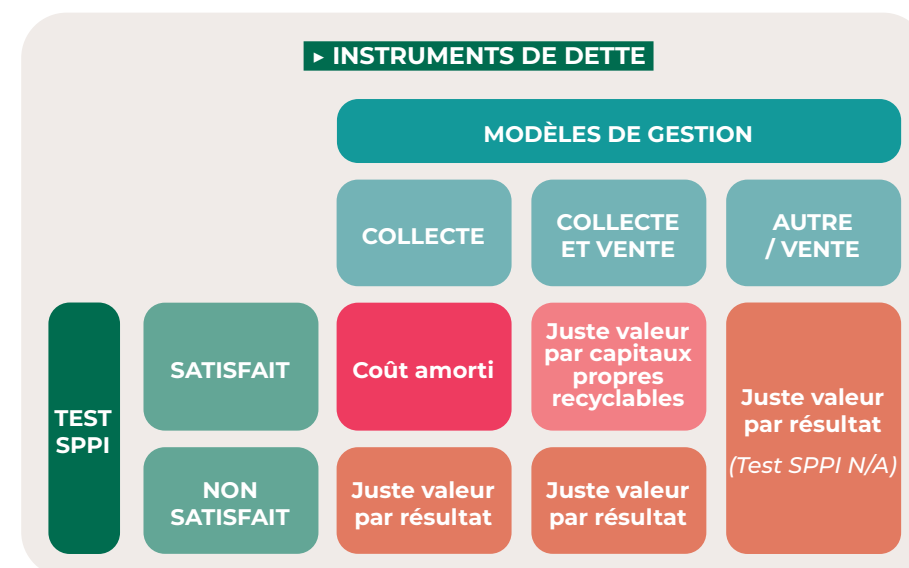 ▸ INSTRUMENTS DE DETTE
MODÈLES DE GESTION
COLLECTE
COLLECTE
ET VENTE
AUTRE
/ VENTE
TEST
SPPI
SATISFAIT
Coût amorti
Juste valeur
par capitaux
propres
recyclables
Juste valeur
par résultat
(Test SPPI N/A)
NON
SATISFAIT
Juste valeur
par résultat
Juste valeur
par résultat